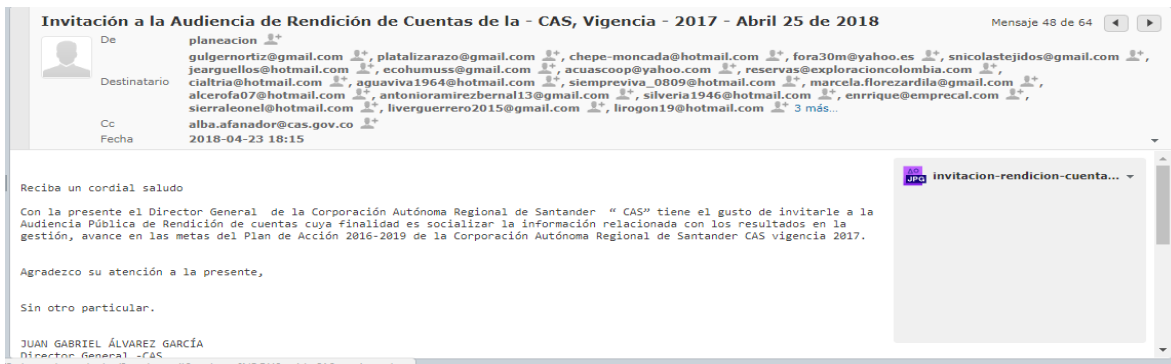 Invitación a la Audiencia de Rendición de Cuentas de la - CAS, Vigencia - 2017 - Abril 25 de 2018
Mensaje 48 de 64
De planeacion
gulgernortiz@gmail.com, platalizarazo@gmail.com, chepe-moncada@hotmail.com, fora30m@yahoo.es, snicolastejidos@gmail.com,
jearguellos@hotmail.com, ecohumuss@gmail.com, acuascoop@yahoo.com, reservas@exploracioncolombia.com,
Destinatario cialtria@hotmail.com, aguaviva1964@hotmail.com, siempreviva_0809@hotmail.com, marcela.florezardila@gmail.com,
alcerofa07@hotmail.com, antonioramirezbernal13@gmail.com, silveria1946@hotmail.com, enrrique@emprecal.com,
sierraleonel@hotmail.com, liverguerrero2015@gmail.com, lirogon19@hotmail.com 3 más...
Cc alba.afanador@cas.gov.co
Fecha 2018-04-23 18:15
JPG invitacion-rendicion-cuenta...
Reciba un cordial saludo
Con la presente el Director General de la Corporación Autónoma Regional de Santander “ CAS” tiene el gusto de invitarle a la
Audiencia Pública de Rendición de cuentas cuya finalidad es socializar la información relacionada con los resultados en la
gestión, avance en las metas del Plan de Acción 2016-2019 de la Corporación Autónoma Regional de Santander CAS vigencia 2017.
Agradezco su atención a la presente,
Sin otro particular.
JUAN GABRIEL ÁLVAREZ GARCÍA
Director General -CAS